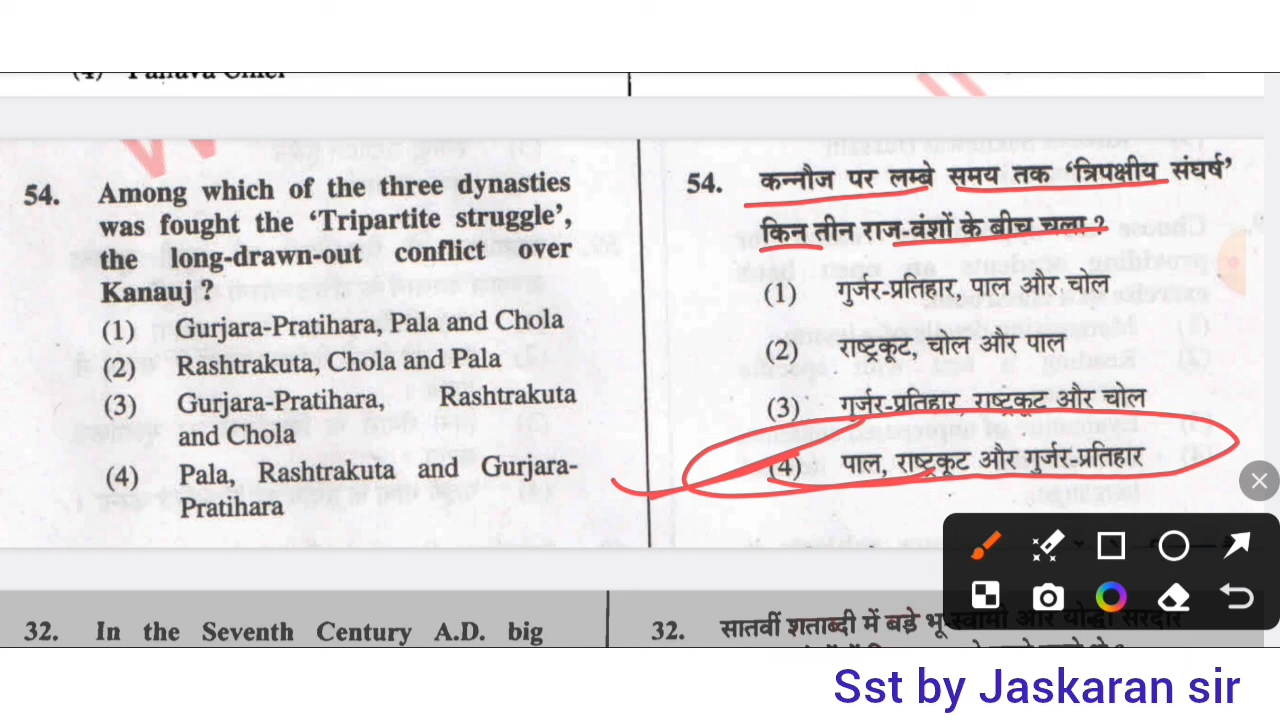 54. Among which of the three dynasties
was fought the ‘Tripartite struggle’,
the long-drawn-out conflict over
Kanauj ?
(1) Gurjara-Pratihara, Pala and Chola
(2) Rashtrakuta, Chola and Pala
(3) Gurjara-Pratihara, Rashtrakuta
and Chola
(4) Pala, Rashtrakuta and Gurjara-
Pratihara
54. कन्नौज पर लम्बे समय तक ‘त्रिपक्षीय संघर्ष’
किन तीन राज-वंशों के बीच चला ?
(1) गुर्जर-प्रतिहार, पाल और चोल
(2) राष्ट्रकूट, चोल और पाल
(3) गुर्जर-प्रतिहार, राष्ट्रकूट और चोल
(4) पाल, राष्ट्रकूट और गुर्जर-प्रतिहार
32. In the Seventh Century A.D. big
32. सातवीं शताब्दी में बड़े भू-स्वामी और योद्धा सरदार
Sst by Jaskaran sir